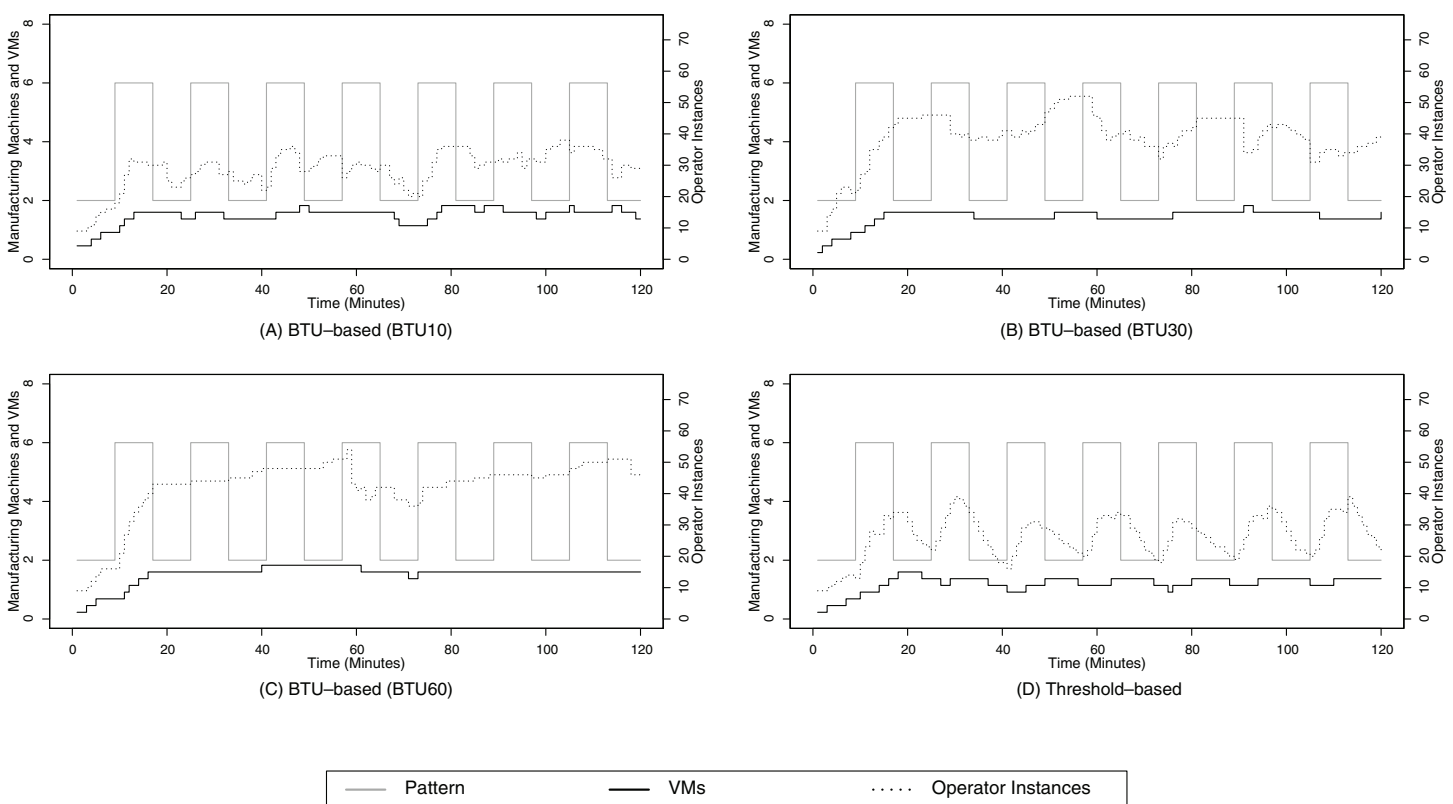 Manufacturing Machines and VMs
0 2 4 6 8
0 10 20 30 40 50 60 70
Operator Instances
0 20 40 60 80 100 120
Time (Minutes)
(A) BTU–based (BTU10)
Manufacturing Machines and VMs
0 2 4 6 8
0 10 20 30 40 50 60 70
Operator Instances
0 20 40 60 80 100 120
Time (Minutes)
(B) BTU–based (BTU30)
Manufacturing Machines and VMs
0 2 4 6 8
0 10 20 30 40 50 60 70
Operator Instances
0 20 40 60 80 100 120
Time (Minutes)
(C) BTU–based (BTU60)
Manufacturing Machines and VMs
0 2 4 6 8
0 10 20 30 40 50 60 70
Operator Instances
0 20 40 60 80 100 120
Time (Minutes)
(D) Threshold–based
Pattern VMs Operator Instances